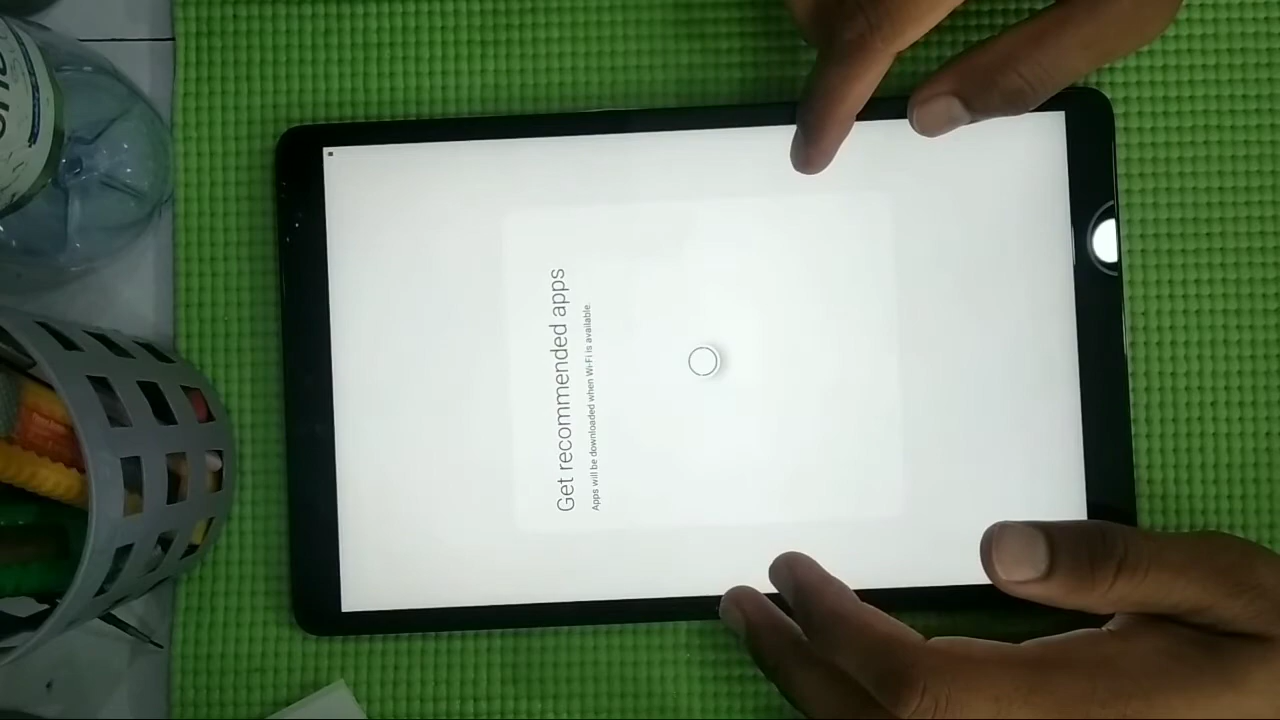 Get recommended apps
Apps will be downloaded when Wi-Fi is available.